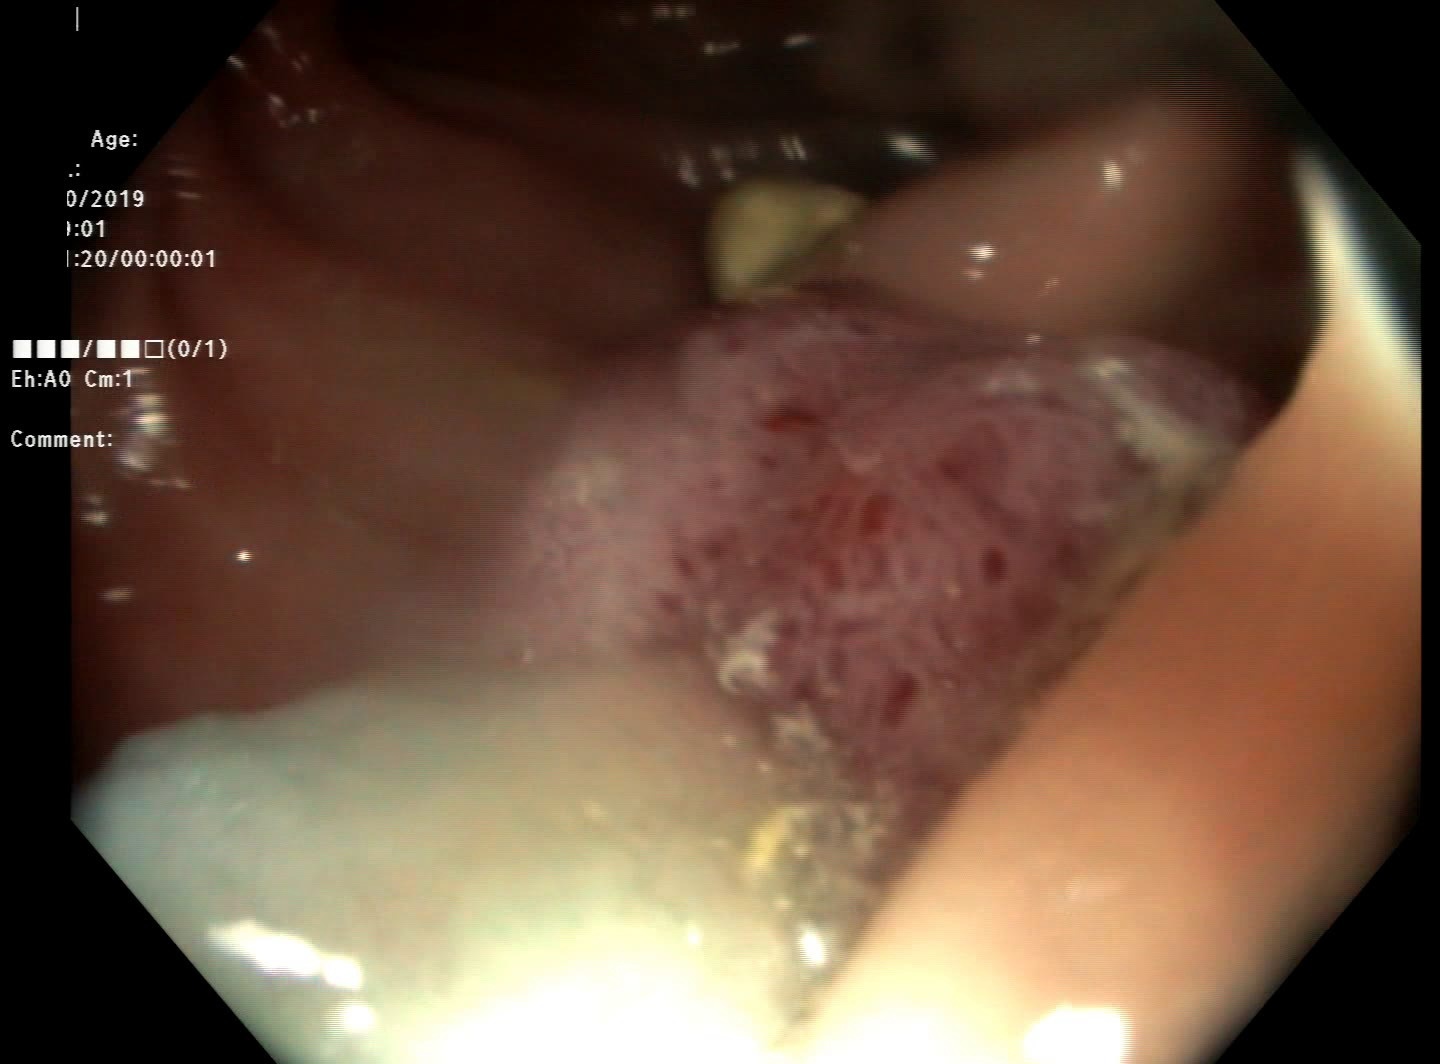 Age:
.:
0/2019
:01
:20/00:00:01
■■■/■■□(0/1)
Eh:A0 Cm:1
Comment: